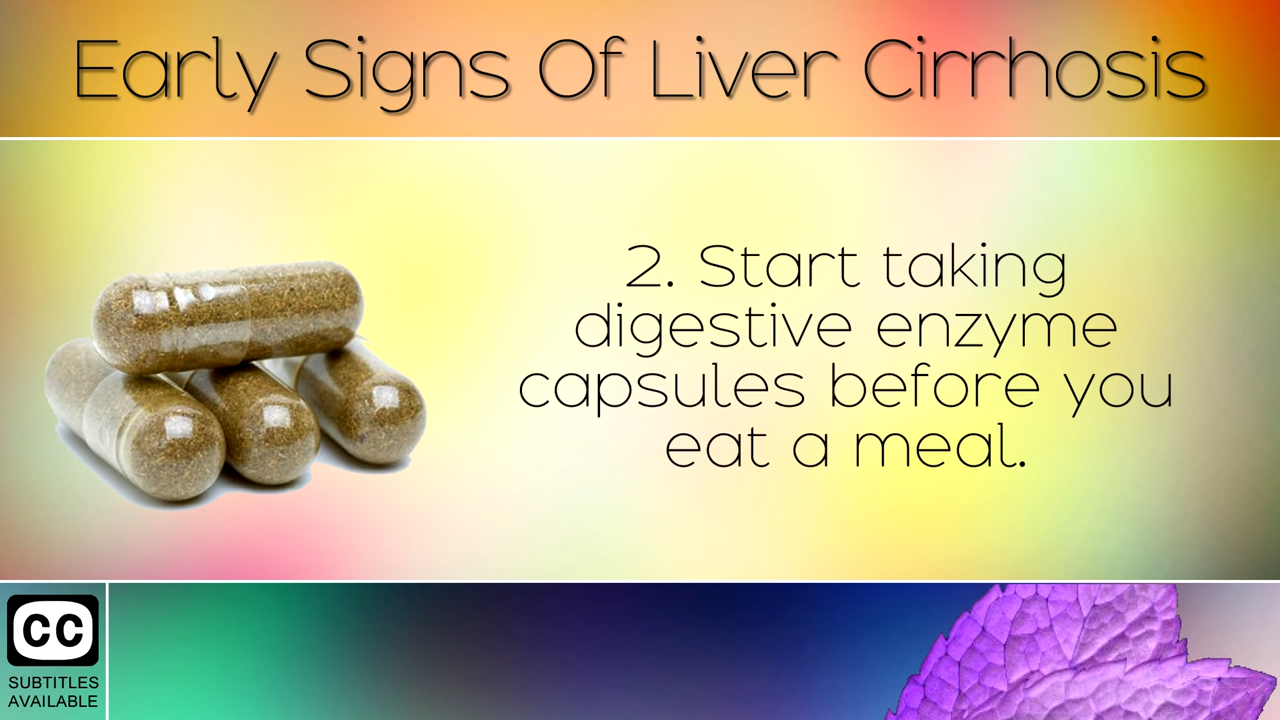 Early Signs Of Liver Cirrhosis
2. Start taking
digestive enzyme
capsules before you
eat a meal.
CC
SUBTITLES
AVAILABLE